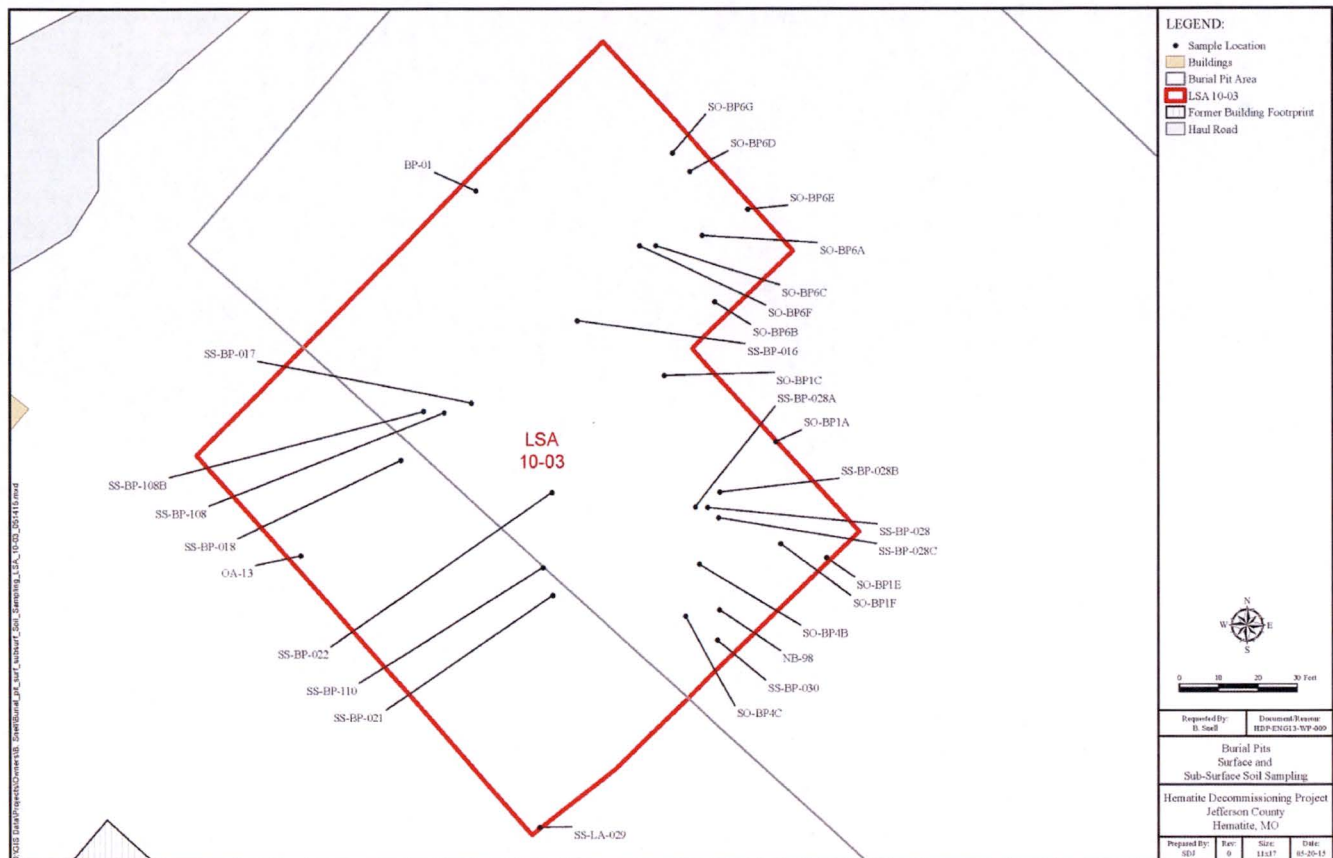 LEGEND:
Sample Location
Buildings
Burial Pit Area
LSA 10-03
Former Building Footrprint
Haul Road
SO-BP6G
SO-BP6D
BP-01
SO-BP6E
SO-BP6A
SO-BP6C
SO-BP6F
SO-BP6B
SS-BP-016
SS-BP-017
SO-BP1C
SS-BP-028A
SO-BP1A
LSA
10-03
SS-BP-028B
SS-BP-108B
SS-BP-108
SS-BP-028
SS-BP-018
SS-BP-028C
OA-13
SO-BP1E
SO-BP1F
SO-BP4B
SS-BP-022
NB-98
SS-BP-110
SS-BP-030
SS-BP-021
SO-BP4C
SS-LA-029
N
W E
S
0 10 20 30 Feet
Requested By:
B. Snell
Document/Reason:
HDP-ENG13-WP-009
Burial Pits
Surface and
Sub-Surface Soil Sampling
Hematite Decommissioning Project
Jefferson County
Hematite, MO
Prepared By:
SDJ
Rev:
0
Size:
11x17
Date:
05-20-15